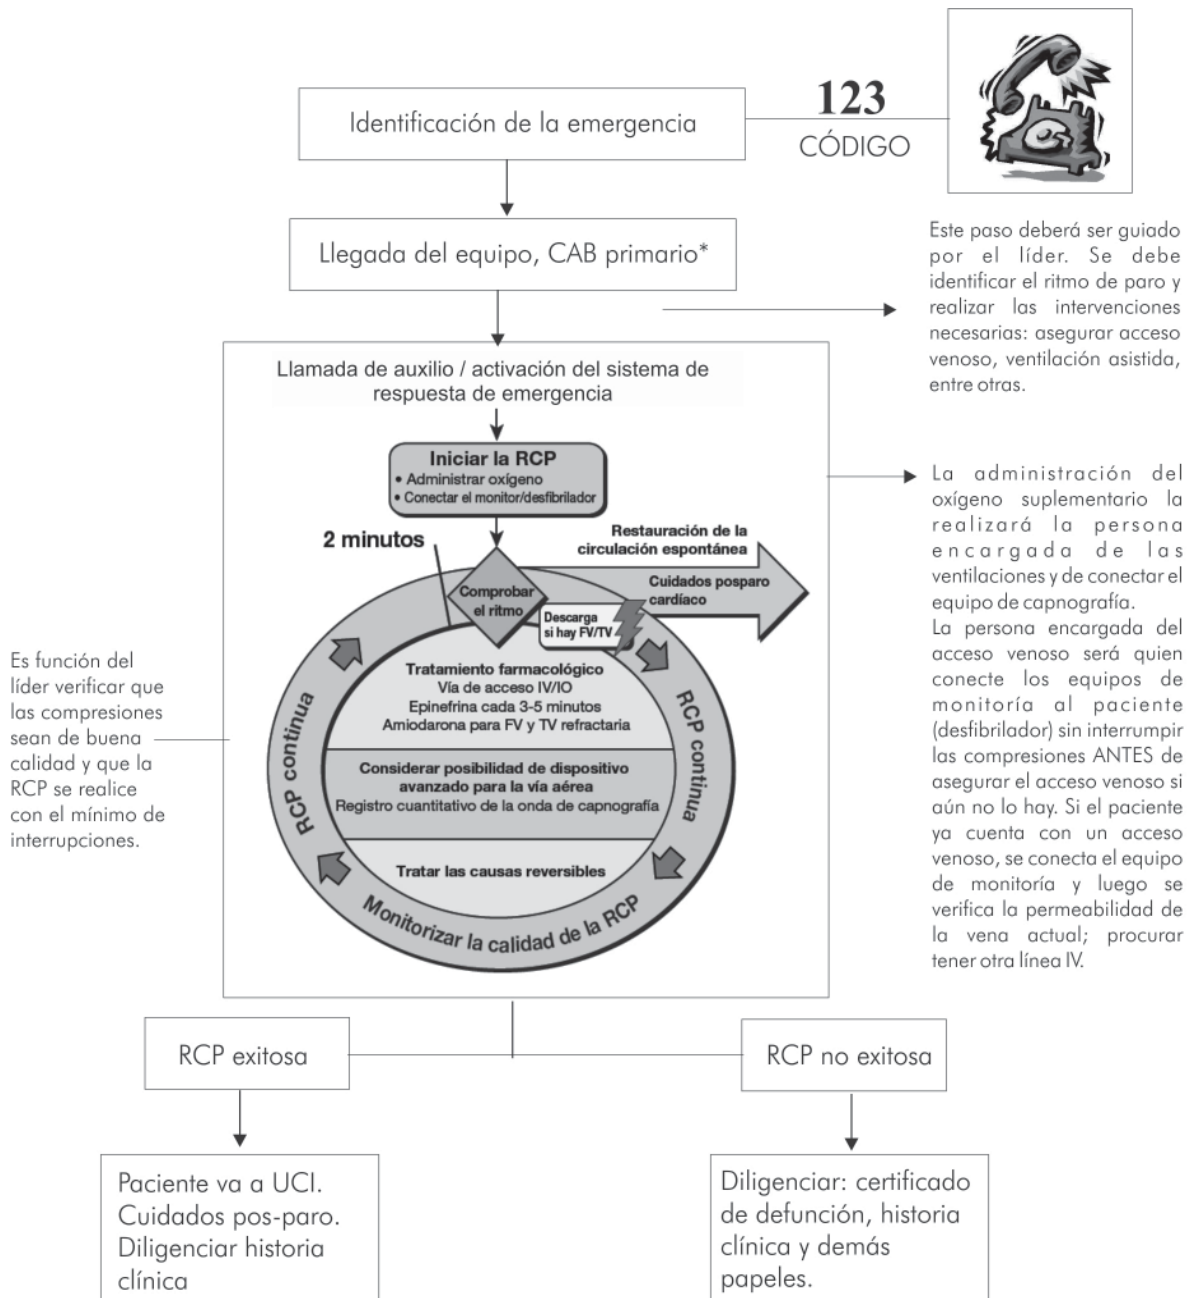 Identificación de la emergencia
123
CÓDIGO
Llegada del equipo, CAB primario*
Este paso deberá ser guiado
por el líder. Se debe
identificar el ritmo de paro y
realizar las intervenciones
necesarias: asegurar acceso
venoso, ventilación asistida,
entre otras.
Llamada de auxilio / activación del sistema de
respuesta de emergencia
Iniciar la RCP
• Administrar oxígeno
• Conectar el monitor/desfibrilador
2 minutos
Comprobar
el ritmo
Restauración de la
circulación espontánea
Cuidados posparo
cardíaco
Descarga
si hay FV/TV
Tratamiento farmacológico
Vía de acceso IV/IO
Epinefrina cada 3-5 minutos
Amiodarona para FV y TV refractaria
Considerar posibilidad de dispositivo
avanzado para la vía aérea
Registro cuantitativo de la onda de capnografía
Tratar las causas reversibles
RCP continua
RCP continua
Monitorizar la calidad de la RCP
Es función del
líder verificar que
las compresiones
sean de buena
calidad y que la
RCP se realice
con el mínimo de
interrupciones.
La administración del
oxígeno suplementario la
realizará la persona
encargada de las
ventilaciones y de conectar el
equipo de capnografía.
La persona encargada del
acceso venoso será quien
conecte los equipos de
monitoría al paciente
(desfibrilador) sin interrumpir
las compresiones ANTES de
asegurar el acceso venoso si
aún no lo hay. Si el paciente
ya cuenta con un acceso
venoso, se conecta el equipo
de monitoría y luego se
verifica la permeabilidad de
la vena actual; procurar
tener otra línea IV.
RCP exitosa
RCP no exitosa
Paciente va a UCI.
Cuidados pos-paro.
Diligenciar historia
clínica
Diligenciar: certificado
de defunción, historia
clínica y demás
papeles.